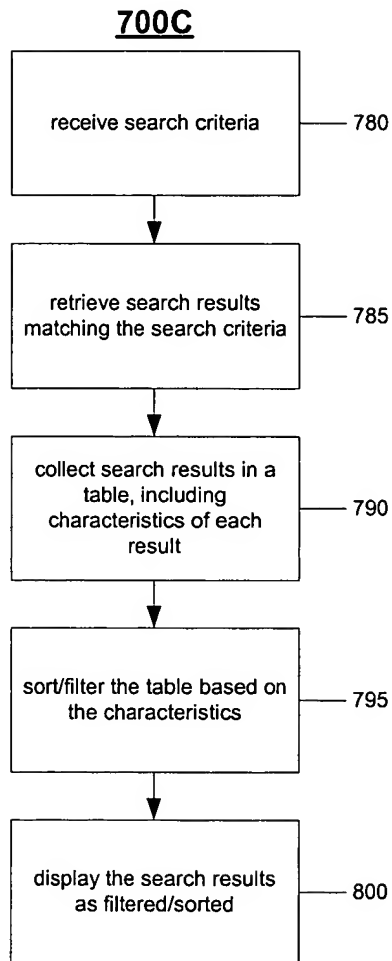 700C
receive search criteria
780
retrieve search results
matching the search criteria
785
collect search results in a
table, including
characteristics of each
result
790
sort/filter the table based on
the characteristics
795
display the search results
as filtered/sorted
800